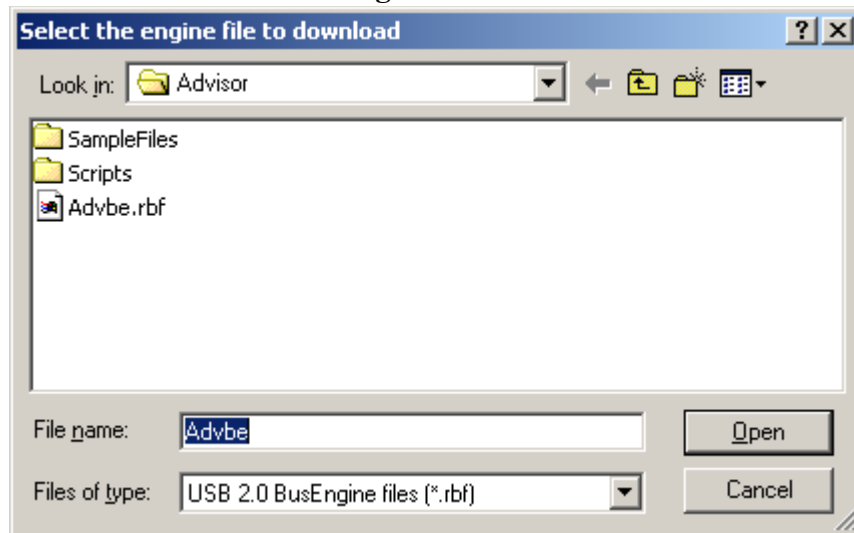 Select the engine file to download
Look in: Advisor
SampleFiles
Scripts
Advbe.rbf
File name: Advbe Open
Files of type: USB 2.0 BusEngine files (*.rbf) Cancel